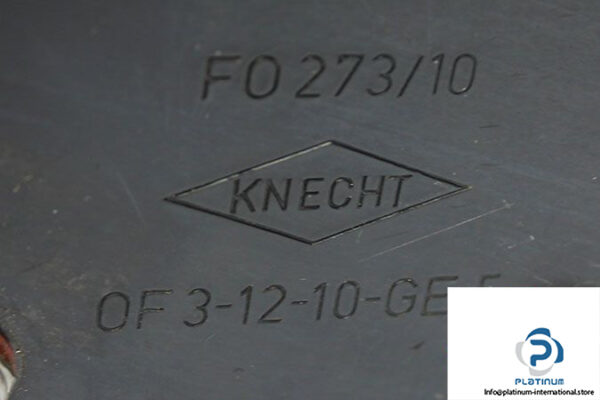 FO 273/10
KNECHT
OF 3-12-10-GE
PLATINUM
Info@platinum-international.store